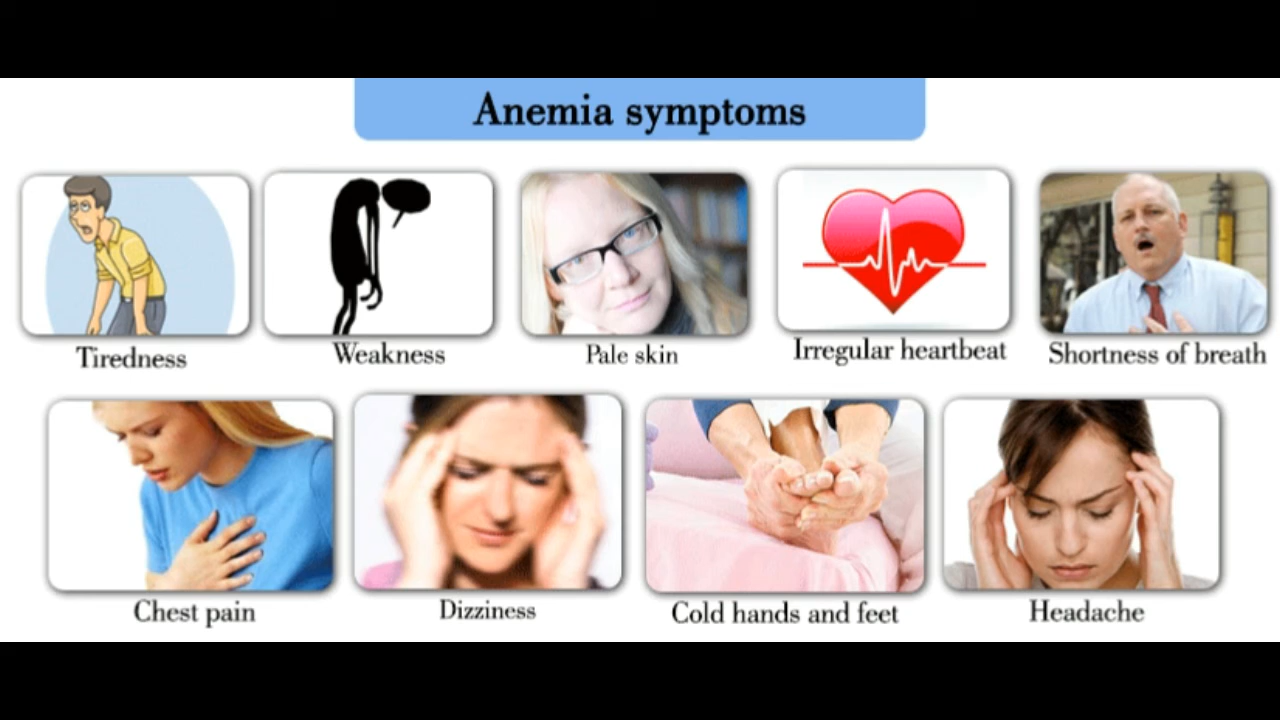 Anemia symptoms
Tiredness
Weakness
Pale skin
Irregular heartbeat
Shortness of breath
Chest pain
Dizziness
Cold hands and feet
Headache